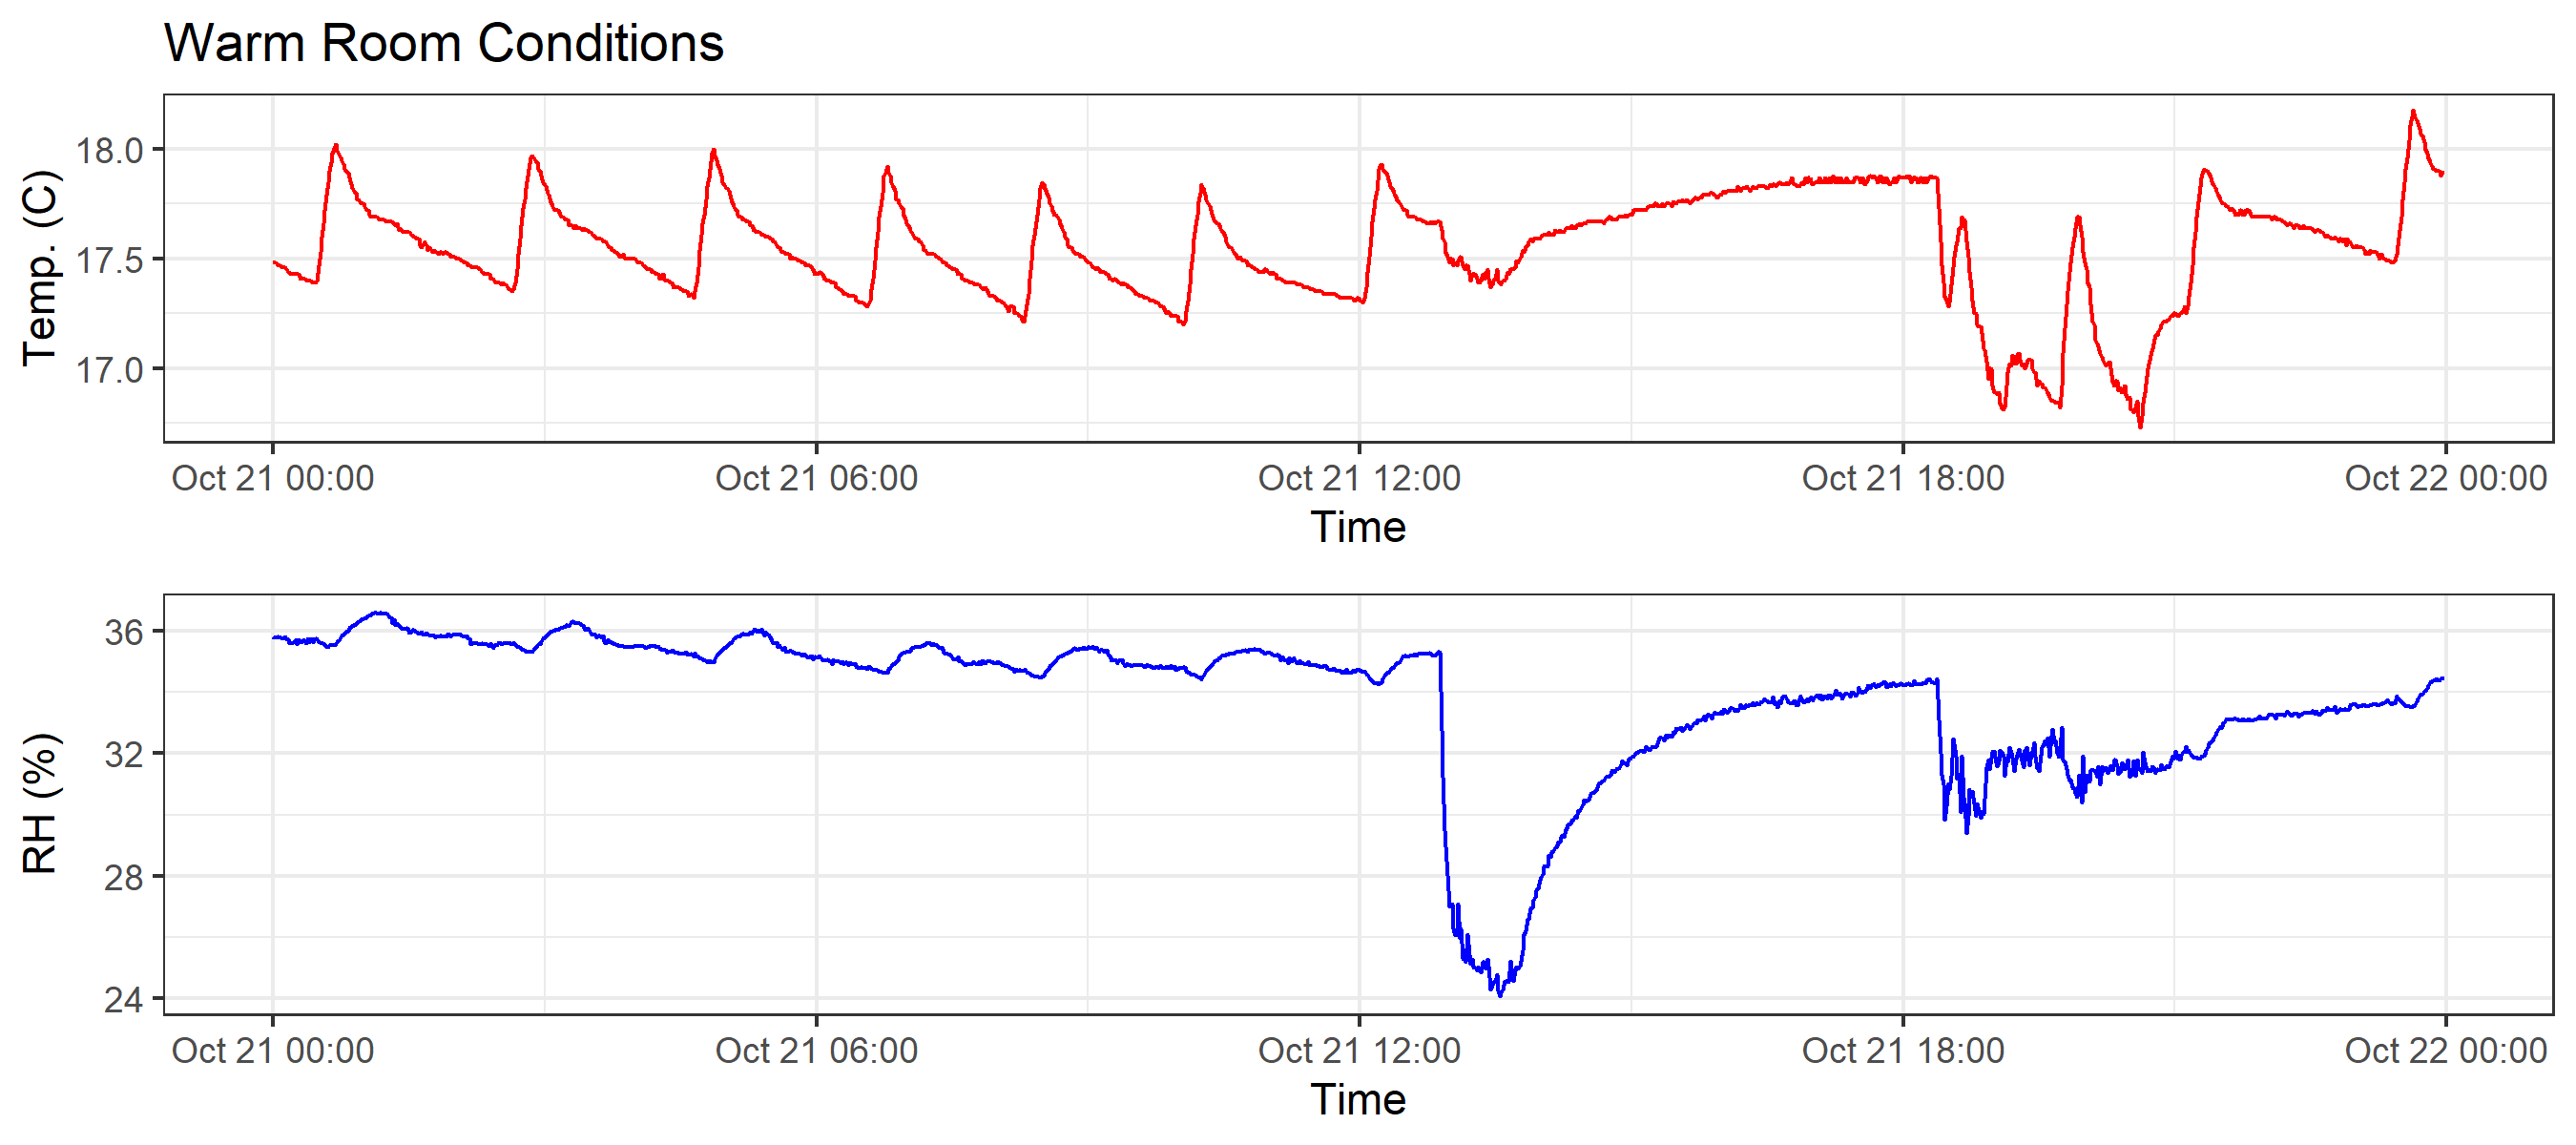 Warm Room Conditions
Temp. (C)
18.0
17.5
17.0
Oct 21 00:00 Oct 21 06:00 Oct 21 12:00 Oct 21 18:00 Oct 22 00:00
Time
RH (%)
36
32
28
24
Oct 21 00:00 Oct 21 06:00 Oct 21 12:00 Oct 21 18:00 Oct 22 00:00
Time